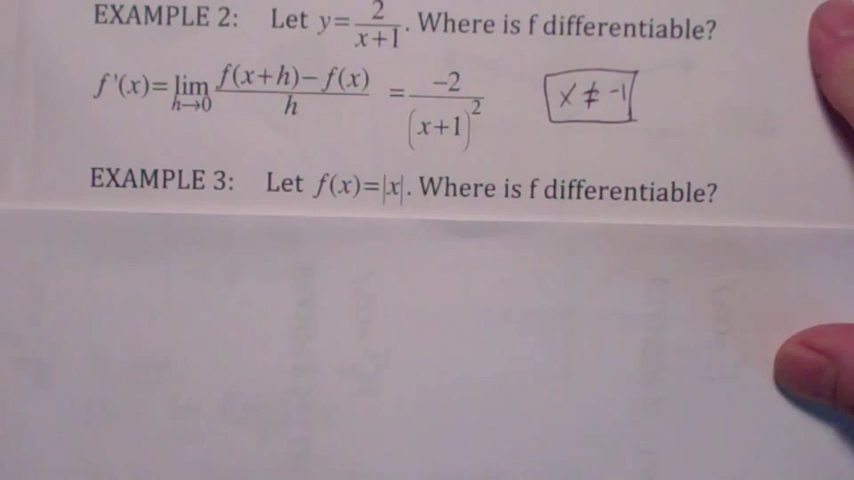 EXAMPLE 2: Let y=2/(x+1). Where is f differentiable?
f'(x)=lim h→0 (f(x+h)−f(x))/h = −2/(x+1)² x ≠ -1
EXAMPLE 3: Let f(x)=|x|. Where is f differentiable?